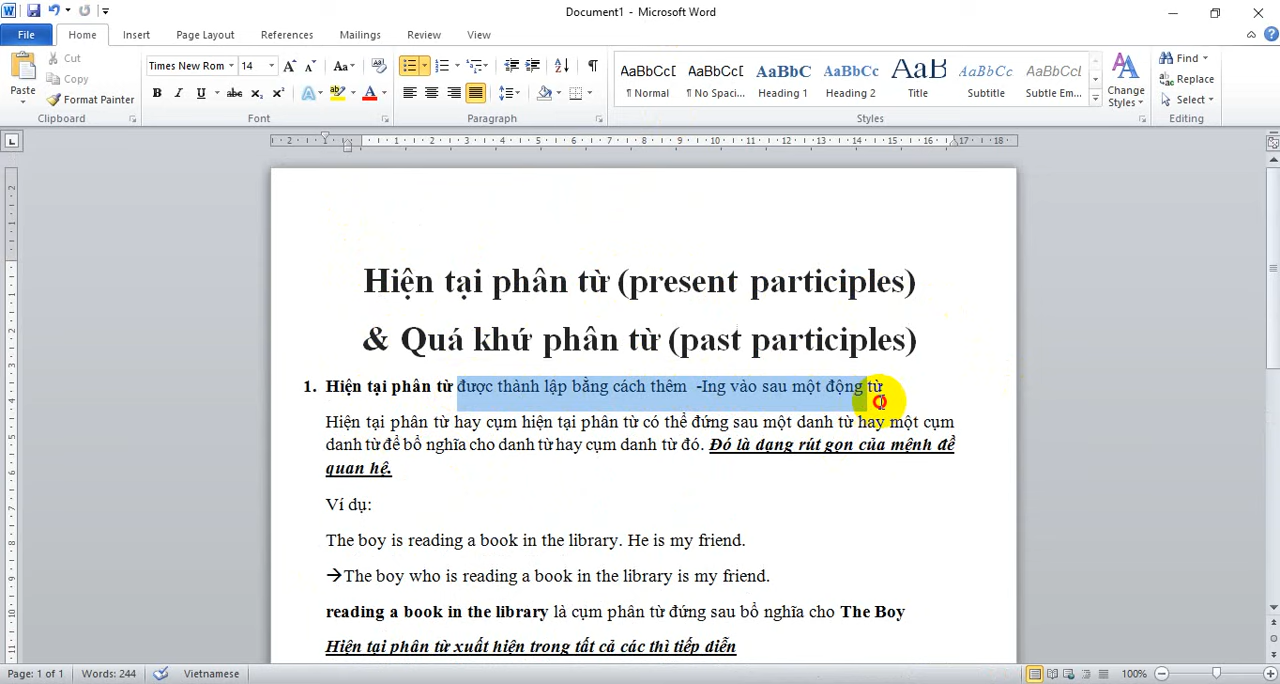 Document1 - Microsoft Word
File Home Insert Page Layout References Mailings Review View
Cut
Copy
Format Painter
Paste
Clipboard
Times New Rom 14
Font
Paragraph
AaBbCcD AaBbCcD AaBbC AaBbCc AaB AaBbCc AaBbCcD
¶ Normal ¶ No Spac... Heading 1 Heading 2 Title Subtitle Subtle Em...
Change Styles
Styles
Find
Replace
Select
Editing
Hiện tại phân từ (present participles)
& Quá khứ phân từ (past participles)
1. Hiện tại phân từ được thành lập bằng cách thêm -Ing vào sau một động từ
Hiện tại phân từ hay cụm hiện tại phân từ có thể đứng sau một danh từ hay một cụm
danh từ để bổ nghĩa cho danh từ hay cụm danh từ đó. Đó là dạng rút gọn của mệnh đề
quan hệ.
Ví dụ:
The boy is reading a book in the library. He is my friend.
→The boy who is reading a book in the library is my friend.
reading a book in the library là cụm phân từ đứng sau bổ nghĩa cho The Boy
Hiện tại phân từ xuất hiện trong tất cả các thì tiếp diễn
Page: 1 of 1 Words: 244 Vietnamese 100%